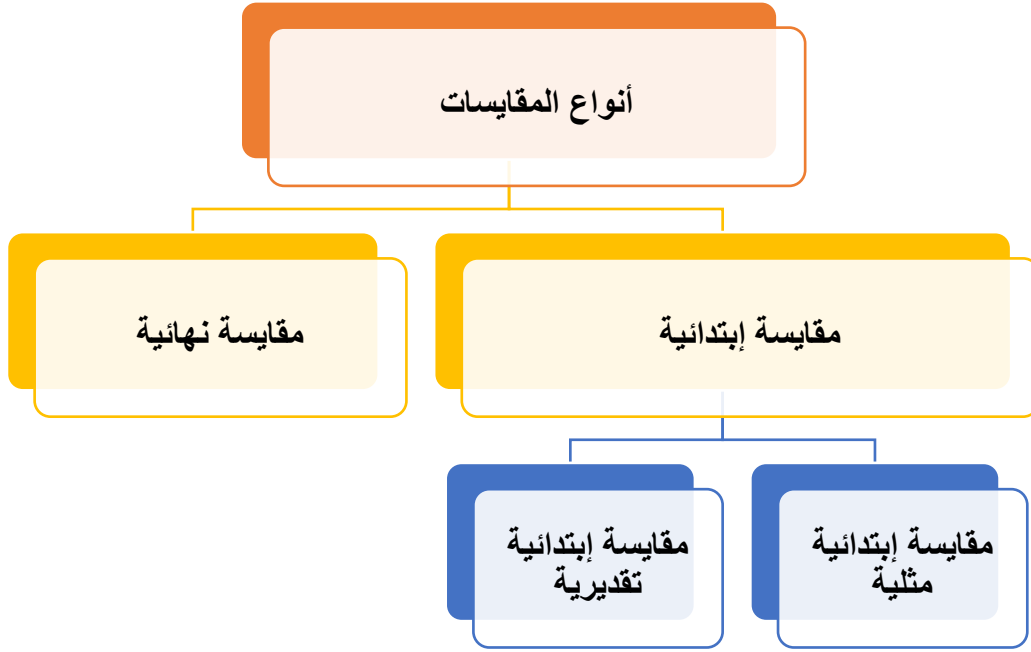 أنواع المقايسات
مقايسة إبتدائية
مقايسة نهائية
مقايسة إبتدائية
مثلية
مقايسة إبتدائية
تقديرية